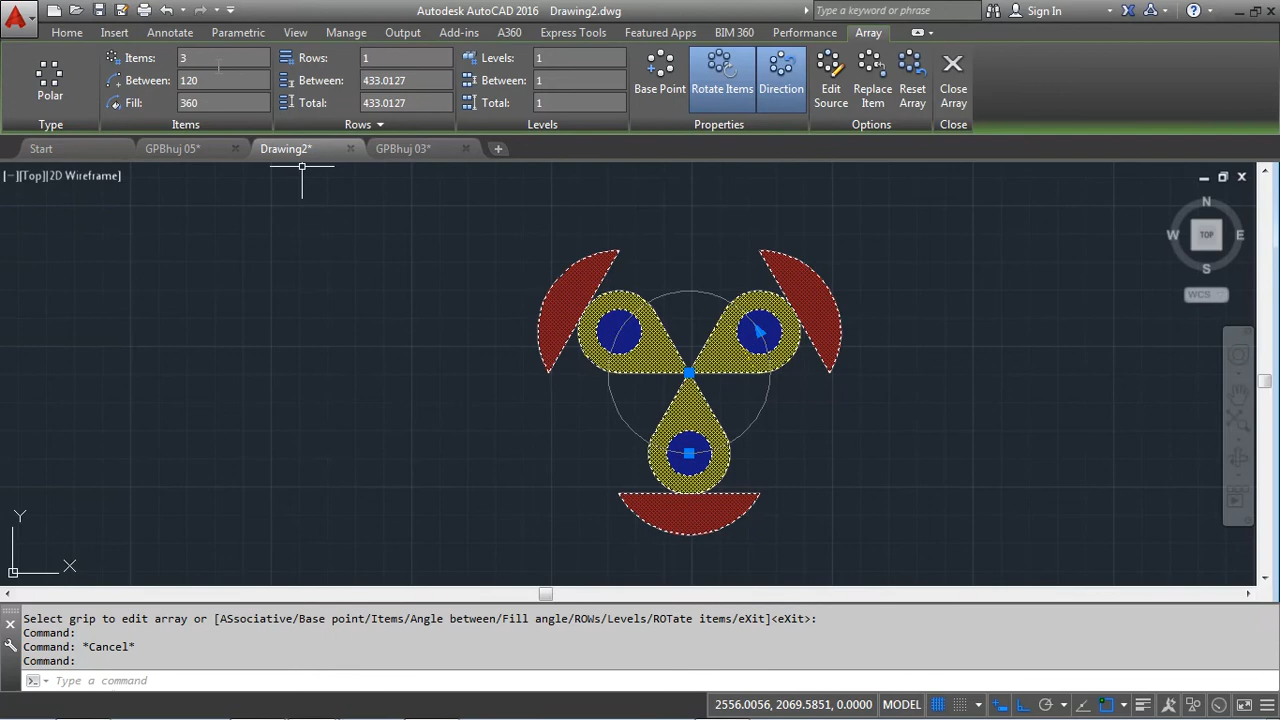 Autodesk AutoCAD 2016 Drawing2.dwg
Type a keyword or phrase
Sign In
Home Insert Annotate Parametric View Manage Output Add-ins A360 Express Tools Featured Apps BIM 360 Performance Array
Items: 3
Between: 120
Fill: 360
Rows: 1
Between: 433.0127
Total: 433.0127
Levels: 1
Between: 1
Total: 1
Polar
Base Point
Rotate Items
Direction
Edit Source
Replace Item
Reset Array
Close Array
Type Items Rows Levels Properties Options Close
Start GPBhuj 05* Drawing2* GPBhuj 03*
[−][Top][2D Wireframe]
N
W TOP E
S
WCS
Y
X
Select grip to edit array or [ASsociative/Base point/Items/Angle between/Fill angle/ROWs/Levels/ROTate items/eXit]<eXit>:
Command:
Command: *Cancel*
Command:
Type a command
2556.0056, 2069.5851, 0.0000 MODEL